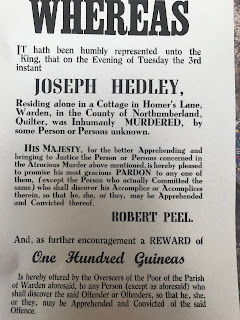 WHEREAS
IT hath been humbly represented unto the
King, that on the Evening of Tuesday the 3rd
instant
JOSEPH HEDLEY,
Residing alone in a Cottage in Homer's Lane,
Warden, in the County of Northumberland,
Quilter, was Inhumanly MURDERED, by
some Person or Persons unknown.
HIS MAJESTY, for the better Apprehending and
bringing to Justice the Person or Persons concerned in
the Atrocious Murder above mentioned, is hereby pleased
to promise his most gracious PARDON to any one of
them, (except the Person who actually Committed the
same) who shall discover his Accomplice or Accomplices
therein, so that he, she, or they, may be Apprehended
and Convicted thereof.
ROBERT PEEL.
And, as further encouragement a REWARD of
One Hundred Guineas
Is hereby offered by the Overseers of the Poor of the Parish
of Warden aforesaid, to any Person (except as aforesaid) who
shall discover the said Offender or Offenders, so that he, she,
or they, may be Apprehended and Convicted of the said
Offence.